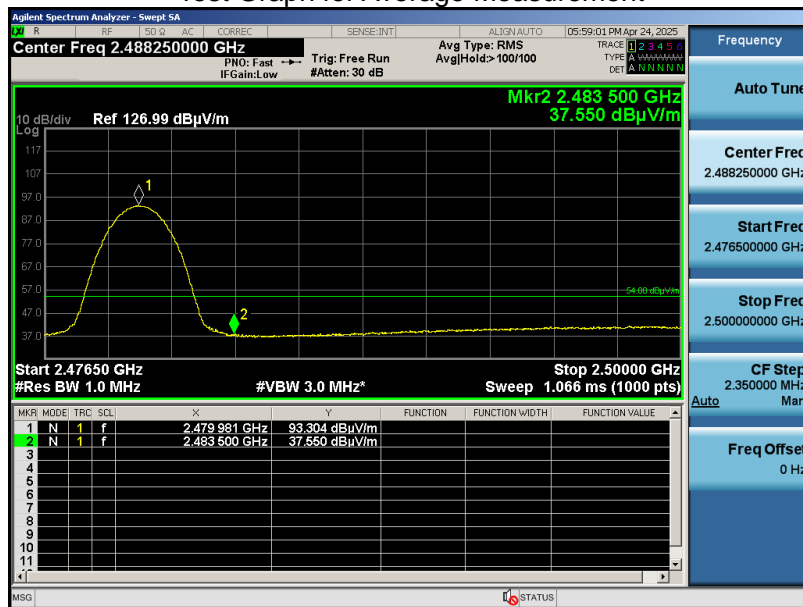 Test Graph for Average Measurement
Agilent Spectrum Analyzer - Swept SA
R RF 50 Ω AC CORREC SENSE:INT ALIGN AUTO 05:59:01 PM Apr 24, 2025
Center Freq 2.488250000 GHz
PNO: Fast
IFGain:Low
Trig: Free Run
#Atten: 30 dB
Avg Type: RMS
Avg|Hold:>100/100
TRACE 1 2 3 4 5 6
TYPE A
DET A N N N N N
Mkr2 2.483 500 GHz
37.550 dBµV/m
10 dB/div Ref 126.99 dBµV/m
Log
117
107
97.0
87.0
77.0
67.0
57.0
47.0
37.0
1
2
54.00 dBµV/m
Start 2.47650 GHz Stop 2.50000 GHz
#Res BW 1.0 MHz #VBW 3.0 MHz* Sweep 1.066 ms (1000 pts)
MKR MODE TRC SCL X Y FUNCTION FUNCTION WIDTH FUNCTION VALUE
1 N 1 f 2.479 981 GHz 93.304 dBµV/m
2 N 1 f 2.483 500 GHz 37.550 dBµV/m
3
4
5
6
7
8
9
10
11
MSG STATUS
Frequency
Auto Tune
Center Freq
2.488250000 GHz
Start Freq
2.476500000 GHz
Stop Freq
2.500000000 GHz
CF Step
2.350000 MHz
Auto Man
Freq Offset
0 Hz